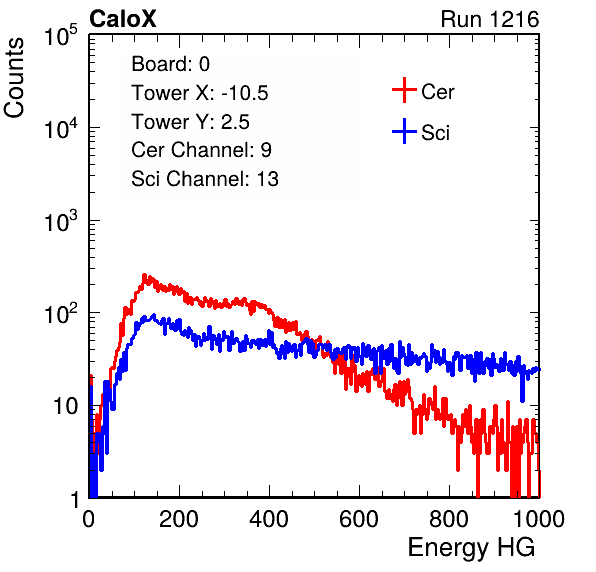 CaloX Run 1216
Counts
10^5
10^4
10^3
10^2
10
1
Board: 0
Tower X: -10.5
Tower Y: 2.5
Cer Channel: 9
Sci Channel: 13
Cer
Sci
0 200 400 600 800 1000
Energy HG